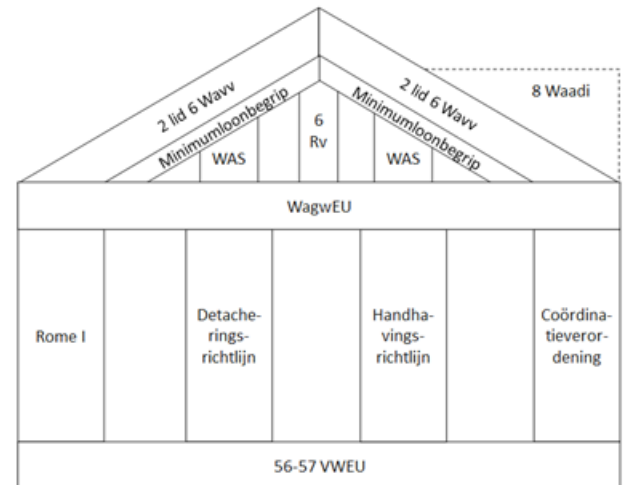 2 lid 6 Wavv
2 lid 6 Wavv
8 Waadi
Minimumloonbegrip
Minimumloonbegrip
6
Rv
WAS
WAS
WagwEU
Rome I
Detache-
rings-
richtlijn
Handha-
vings-
richtlijn
Coördina-
tieveror-
dening
56-57 VWEU